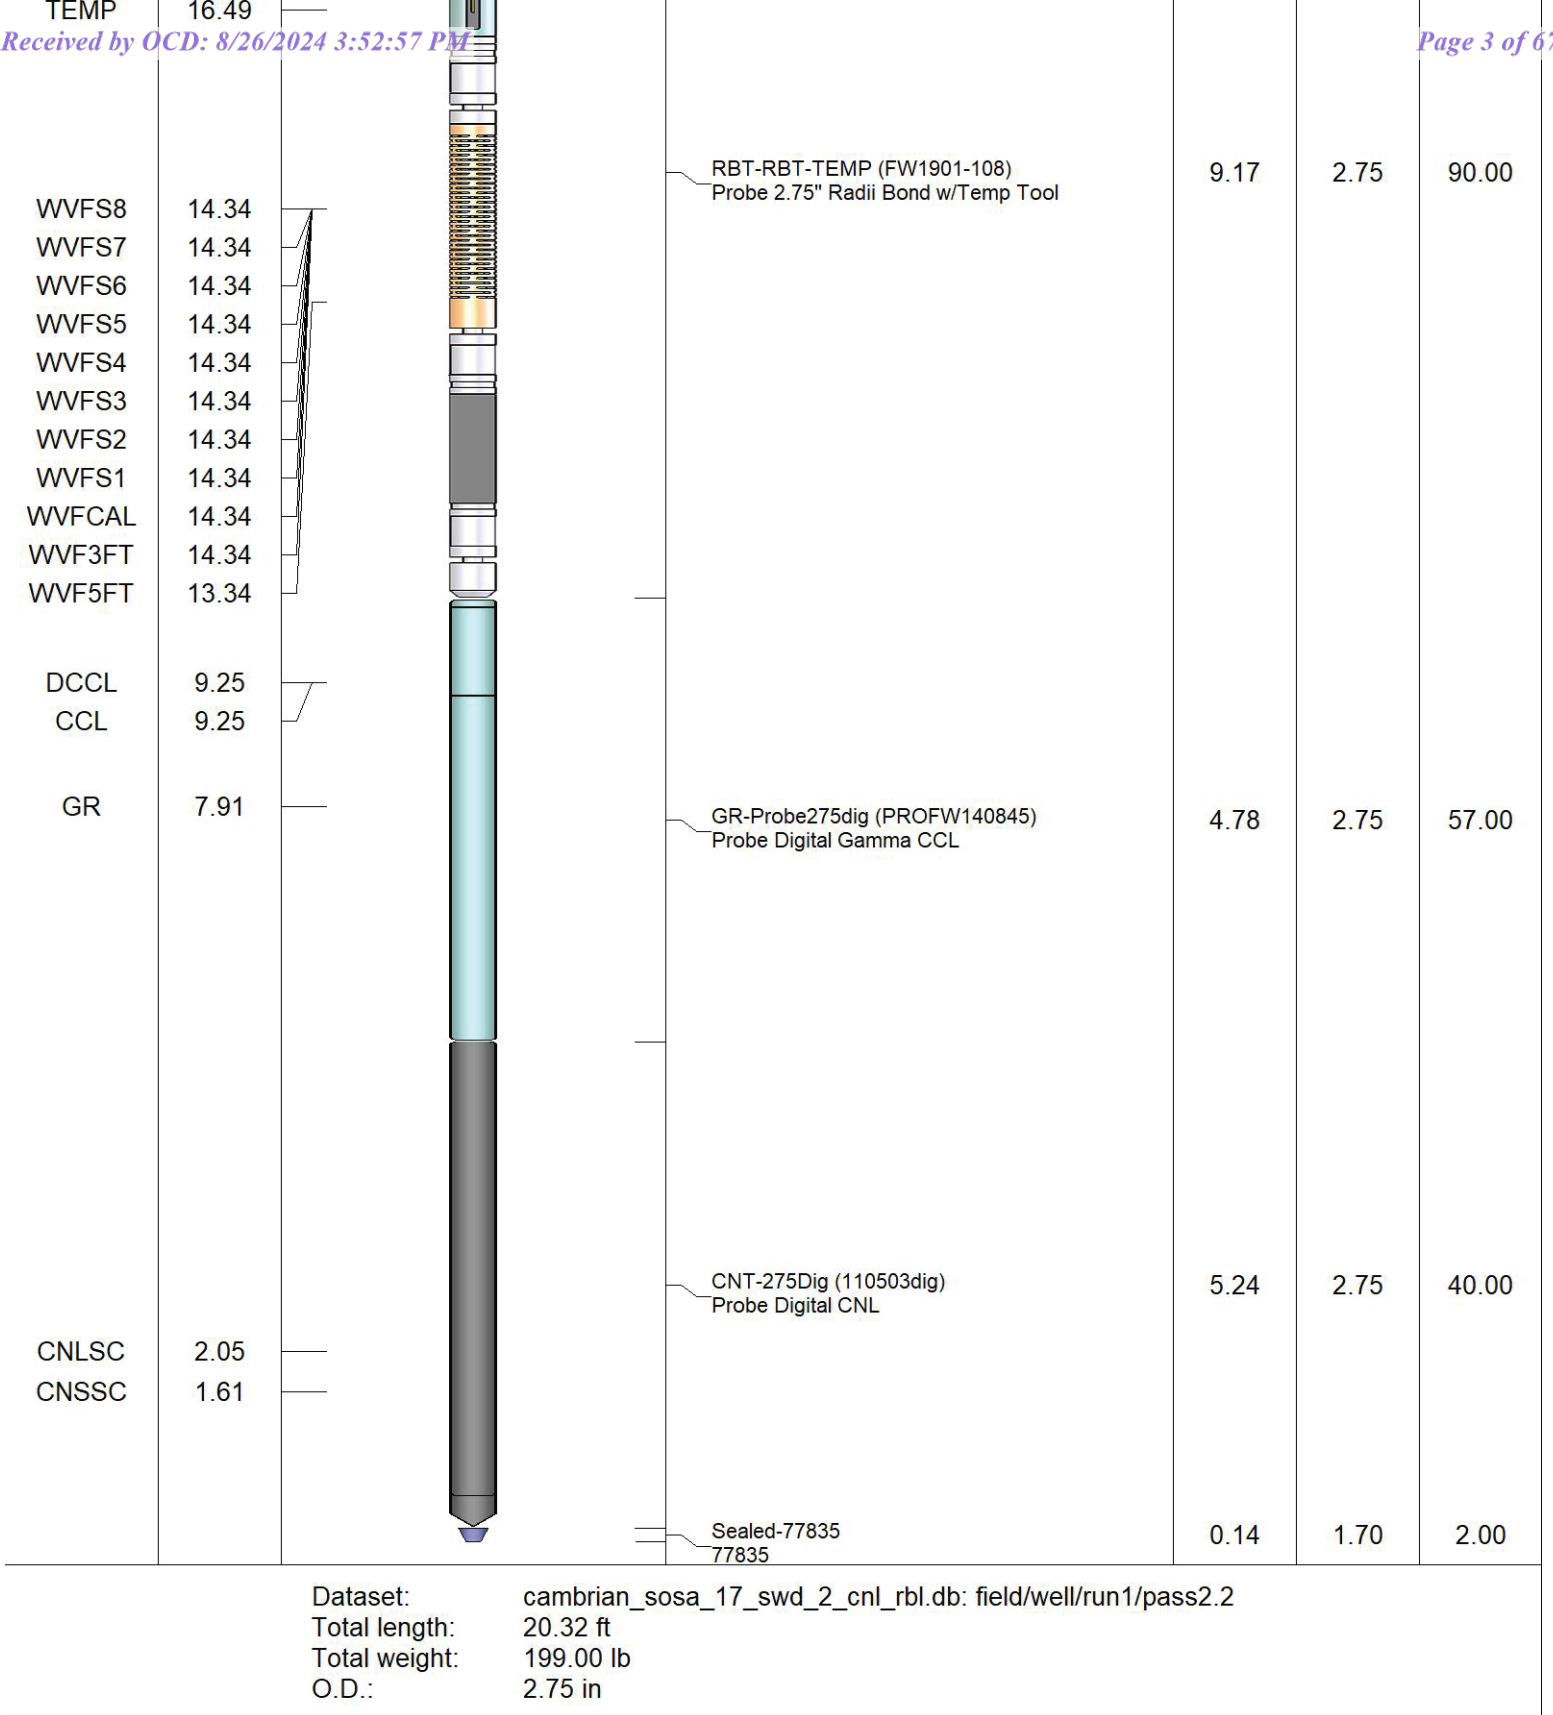 TEMP 16.49
Received by OCD: 8/26/2024 3:52:57 PM Page 3 of 67
RBT-RBT-TEMP (FW1901-108) 9.17 2.75 90.00
Probe 2.75" Radii Bond w/Temp Tool
WVFS8 14.34
WVFS7 14.34
WVFS6 14.34
WVFS5 14.34
WVFS4 14.34
WVFS3 14.34
WVFS2 14.34
WVFS1 14.34
WVFCAL 14.34
WVF3FT 14.34
WVF5FT 13.34
DCCL 9.25
CCL 9.25
GR 7.91
GR-Probe275dig (PROFW140845) 4.78 2.75 57.00
Probe Digital Gamma CCL
CNT-275Dig (110503dig) 5.24 2.75 40.00
Probe Digital CNL
CNLSC 2.05
CNSSC 1.61
Sealed-77835 0.14 1.70 2.00
77835
Dataset: cambrian_sosa_17_swd_2_cnl_rbl.db: field/well/run1/pass2.2
Total length: 20.32 ft
Total weight: 199.00 lb
O.D.: 2.75 in